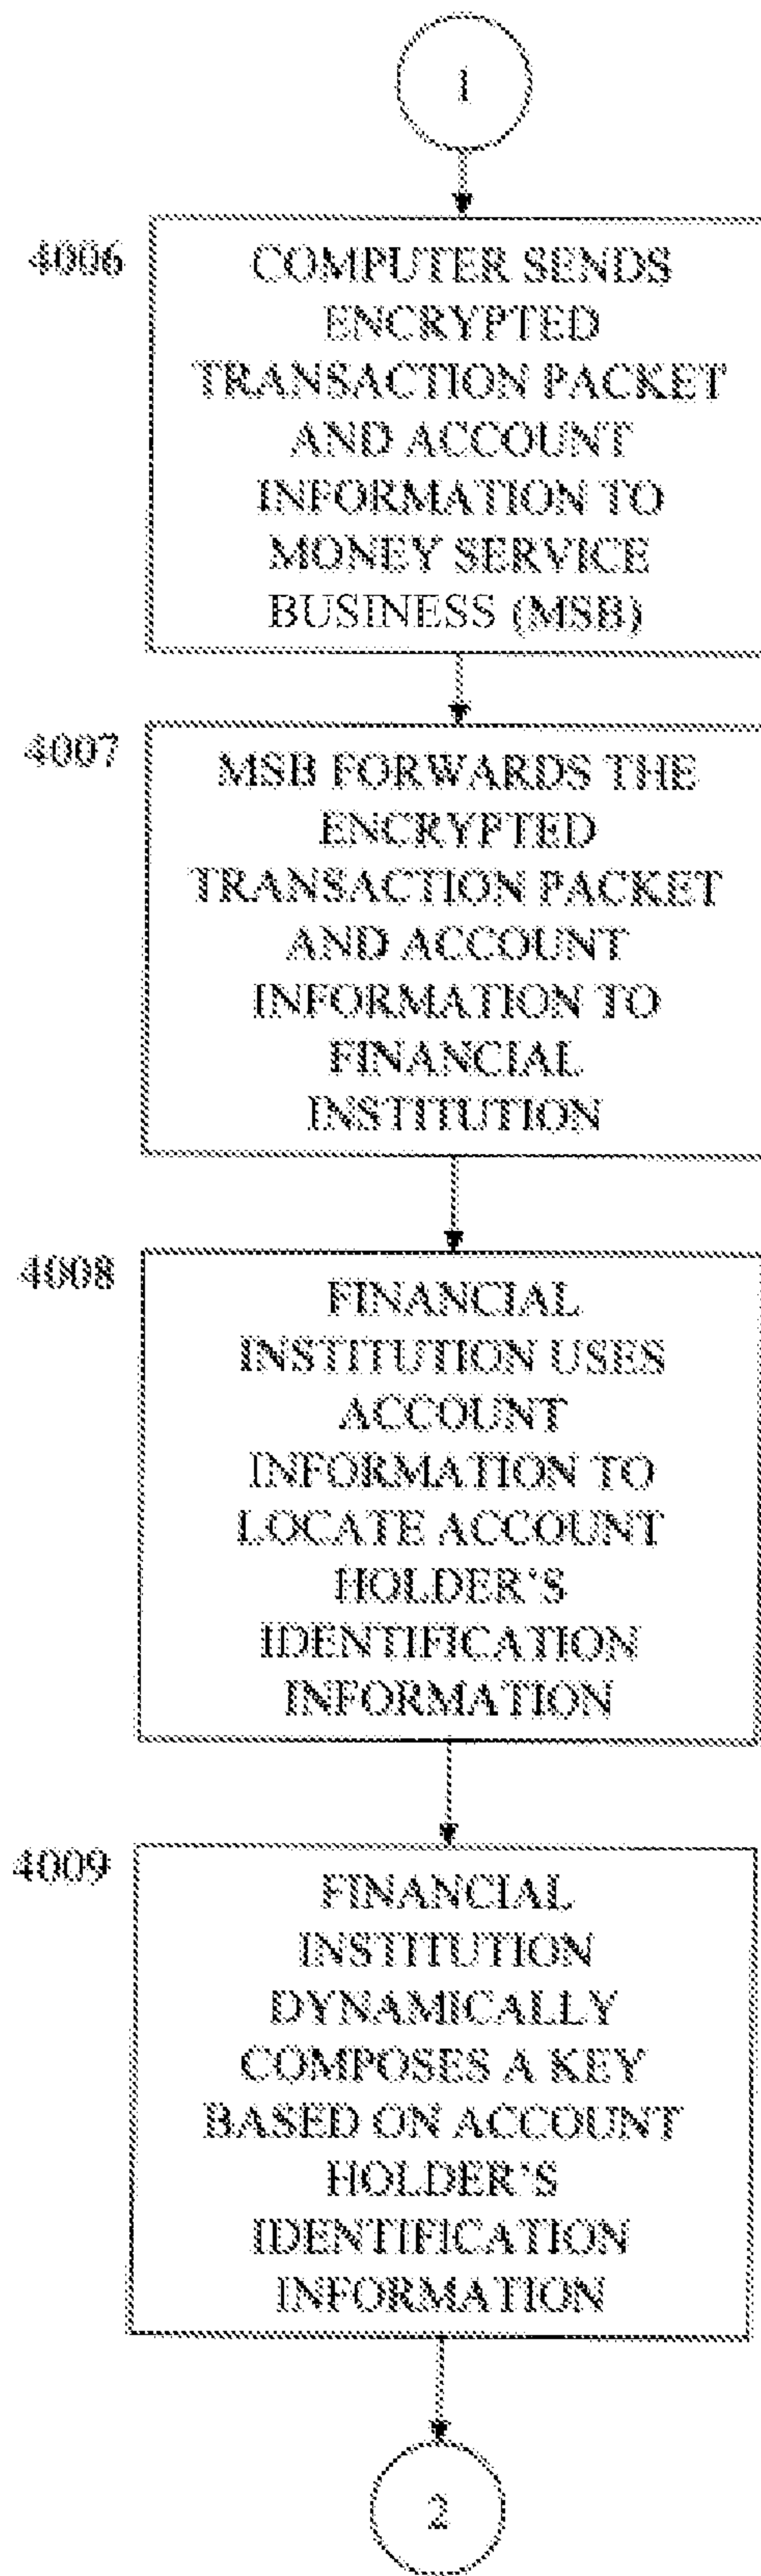 1
4006
COMPUTER SENDS
ENCRYPTED
TRANSACTION PACKET
AND ACCOUNT
INFORMATION TO
MONEY SERVICE
BUSINESS (MSB)
4007
MSB FORWARDS THE
ENCRYPTED
TRANSACTION PACKET
AND ACCOUNT
INFORMATION TO
FINANCIAL
INSTITUTION
4008
FINANCIAL
INSTITUTION USES
ACCOUNT
INFORMATION TO
LOCATE ACCOUNT
HOLDER'S
IDENTIFICATION
INFORMATION
4009
FINANCIAL
INSTITUTION
DYNAMICALLY
COMPOSES A KEY
BASED ON ACCOUNT
HOLDER'S
IDENTIFICATION
INFORMATION
2